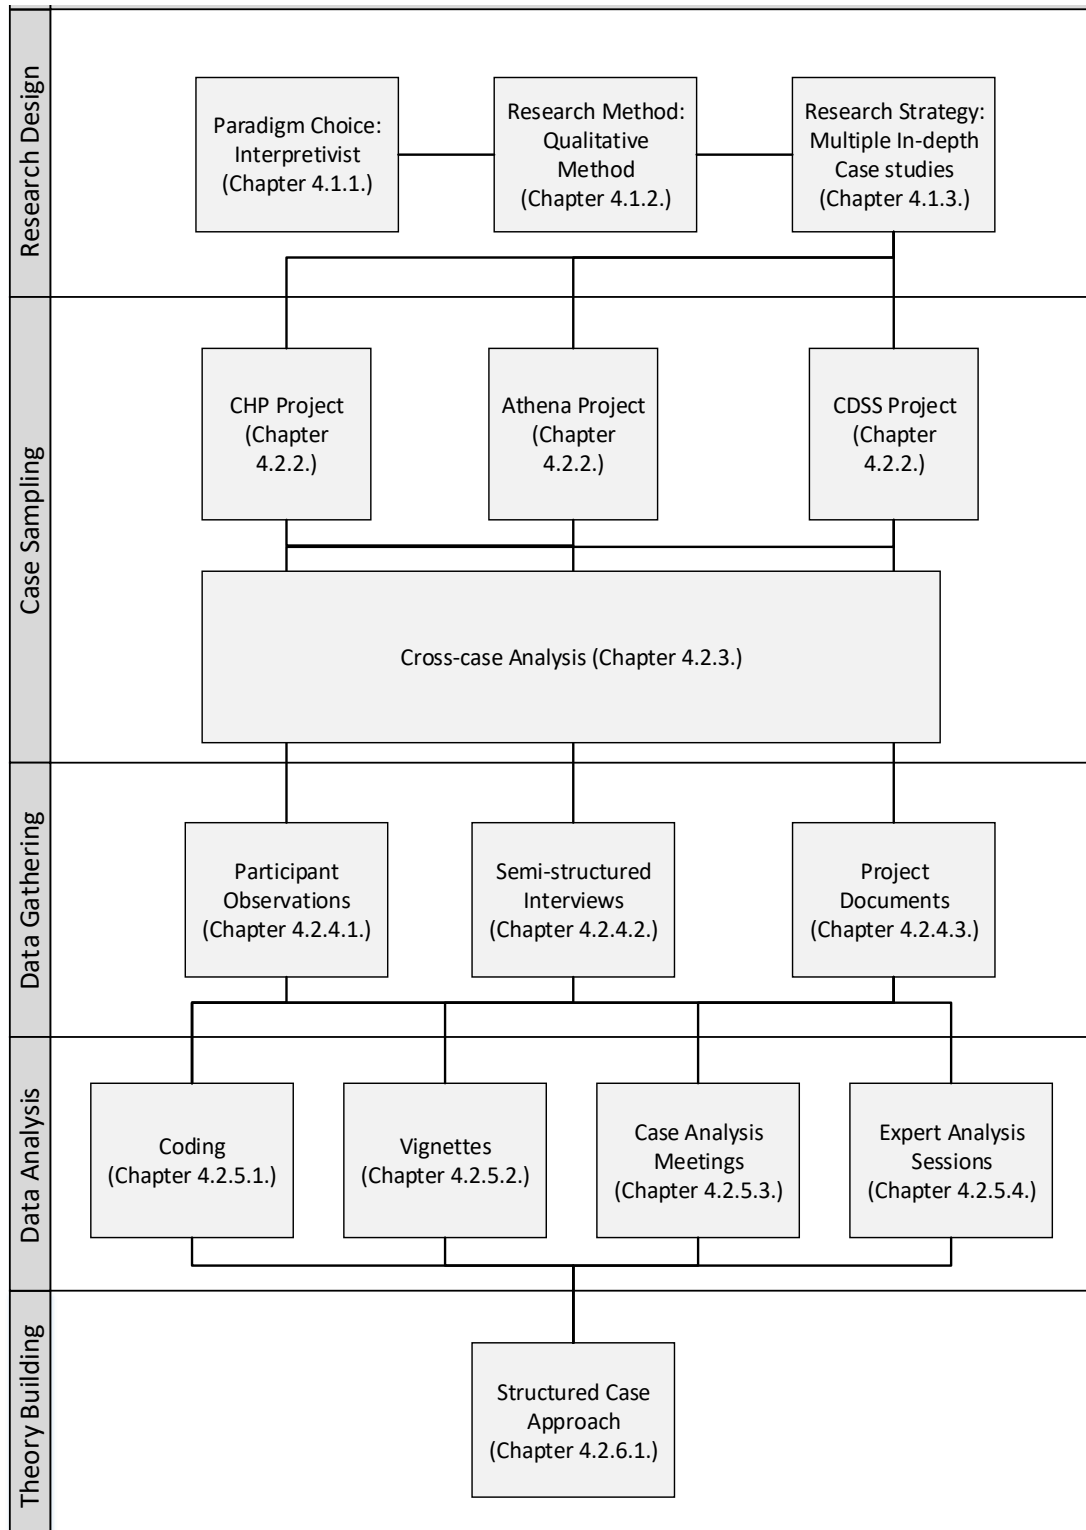 Research Design
Paradigm Choice:
Interpretivist
(Chapter 4.1.1.)
Research Method:
Qualitative
Method
(Chapter 4.1.2.)
Research Strategy:
Multiple In-depth
Case studies
(Chapter 4.1.3.)
Case Sampling
CHP Project
(Chapter
4.2.2.)
Athena Project
(Chapter
4.2.2.)
CDSS Project
(Chapter
4.2.2.)
Cross-case Analysis (Chapter 4.2.3.)
Data Gathering
Participant
Observations
(Chapter 4.2.4.1.)
Semi-structured
Interviews
(Chapter 4.2.4.2.)
Project
Documents
(Chapter 4.2.4.3.)
Data Analysis
Coding
(Chapter 4.2.5.1.)
Vignettes
(Chapter 4.2.5.2.)
Case Analysis
Meetings
(Chapter 4.2.5.3.)
Expert Analysis
Sessions
(Chapter 4.2.5.4.)
Theory Building
Structured Case
Approach
(Chapter 4.2.6.1.)